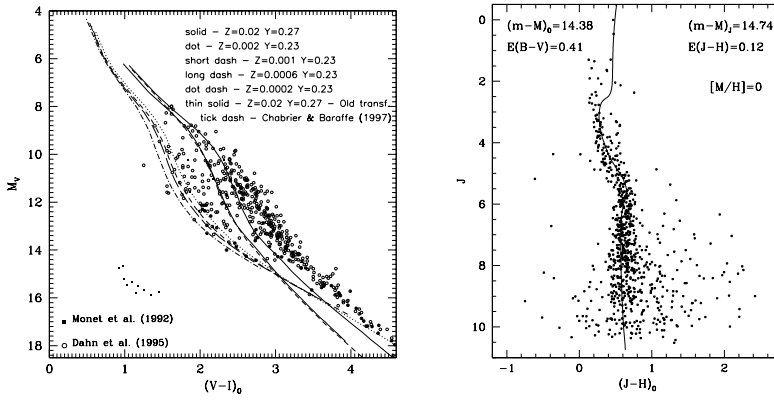 solid – Z=0.02 Y=0.27
dot – Z=0.002 Y=0.23
short dash – Z=0.001 Y=0.23
long dash – Z=0.0006 Y=0.23
dot dash – Z=0.0002 Y=0.23
thin solid – Z=0.02 Y=0.27 – Old transf.
tick dash – Chabrier & Baraffe (1997)
4
6
8
10
12
14
16
18
M_V
Monet et al. (1992)
Dahn et al. (1995)
0 1 2 3 4
(V–I)_0
(m–M)_0=14.38 (m–M)_J=14.74
E(B–V)=0.41 E(J–H)=0.12
[M/H]=0
0
2
4
6
8
10
J
−1 0 1 2
(J–H)_0